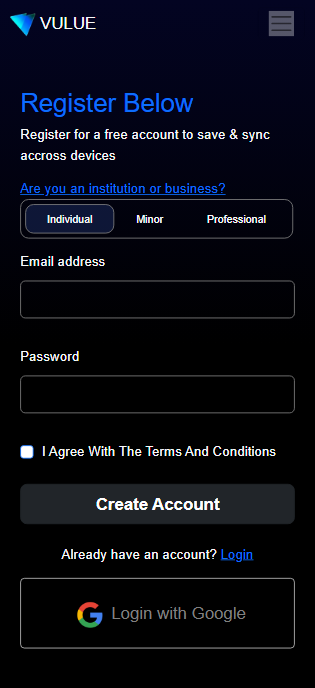 VULUE
Register Below
Register for a free account to save & sync
accross devices
Are you an institution or business?
Individual Minor Professional
Email address
Password
I Agree With The Terms And Conditions
Create Account
Already have an account? Login
Login with Google